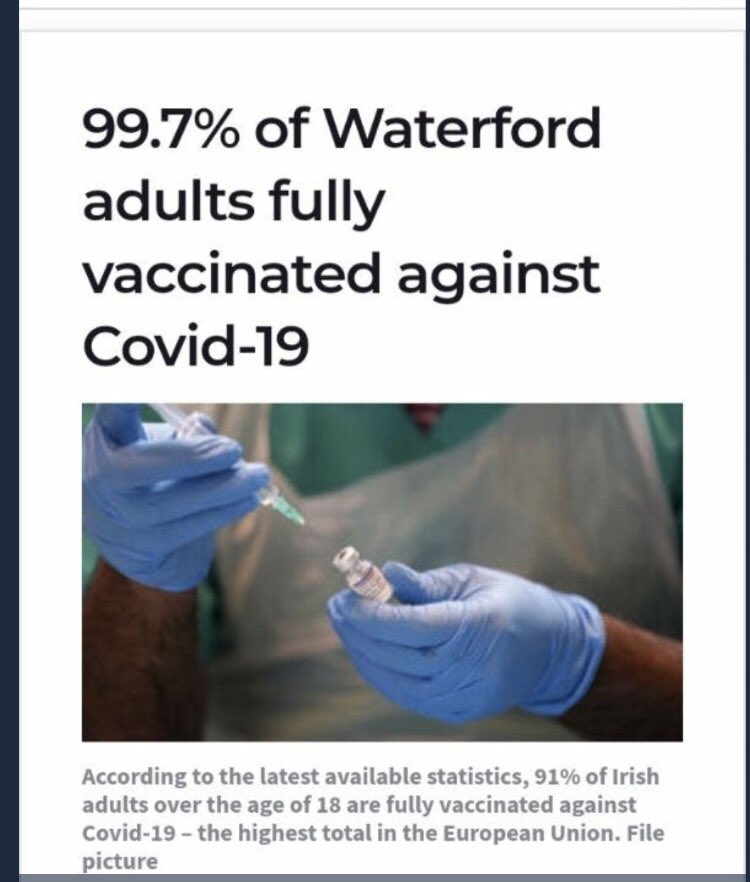 99.7% of Waterford
adults fully
vaccinated against
Covid-19
According to the latest available statistics, 91% of Irish
adults over the age of 18 are fully vaccinated against
Covid-19 – the highest total in the European Union. File
picture